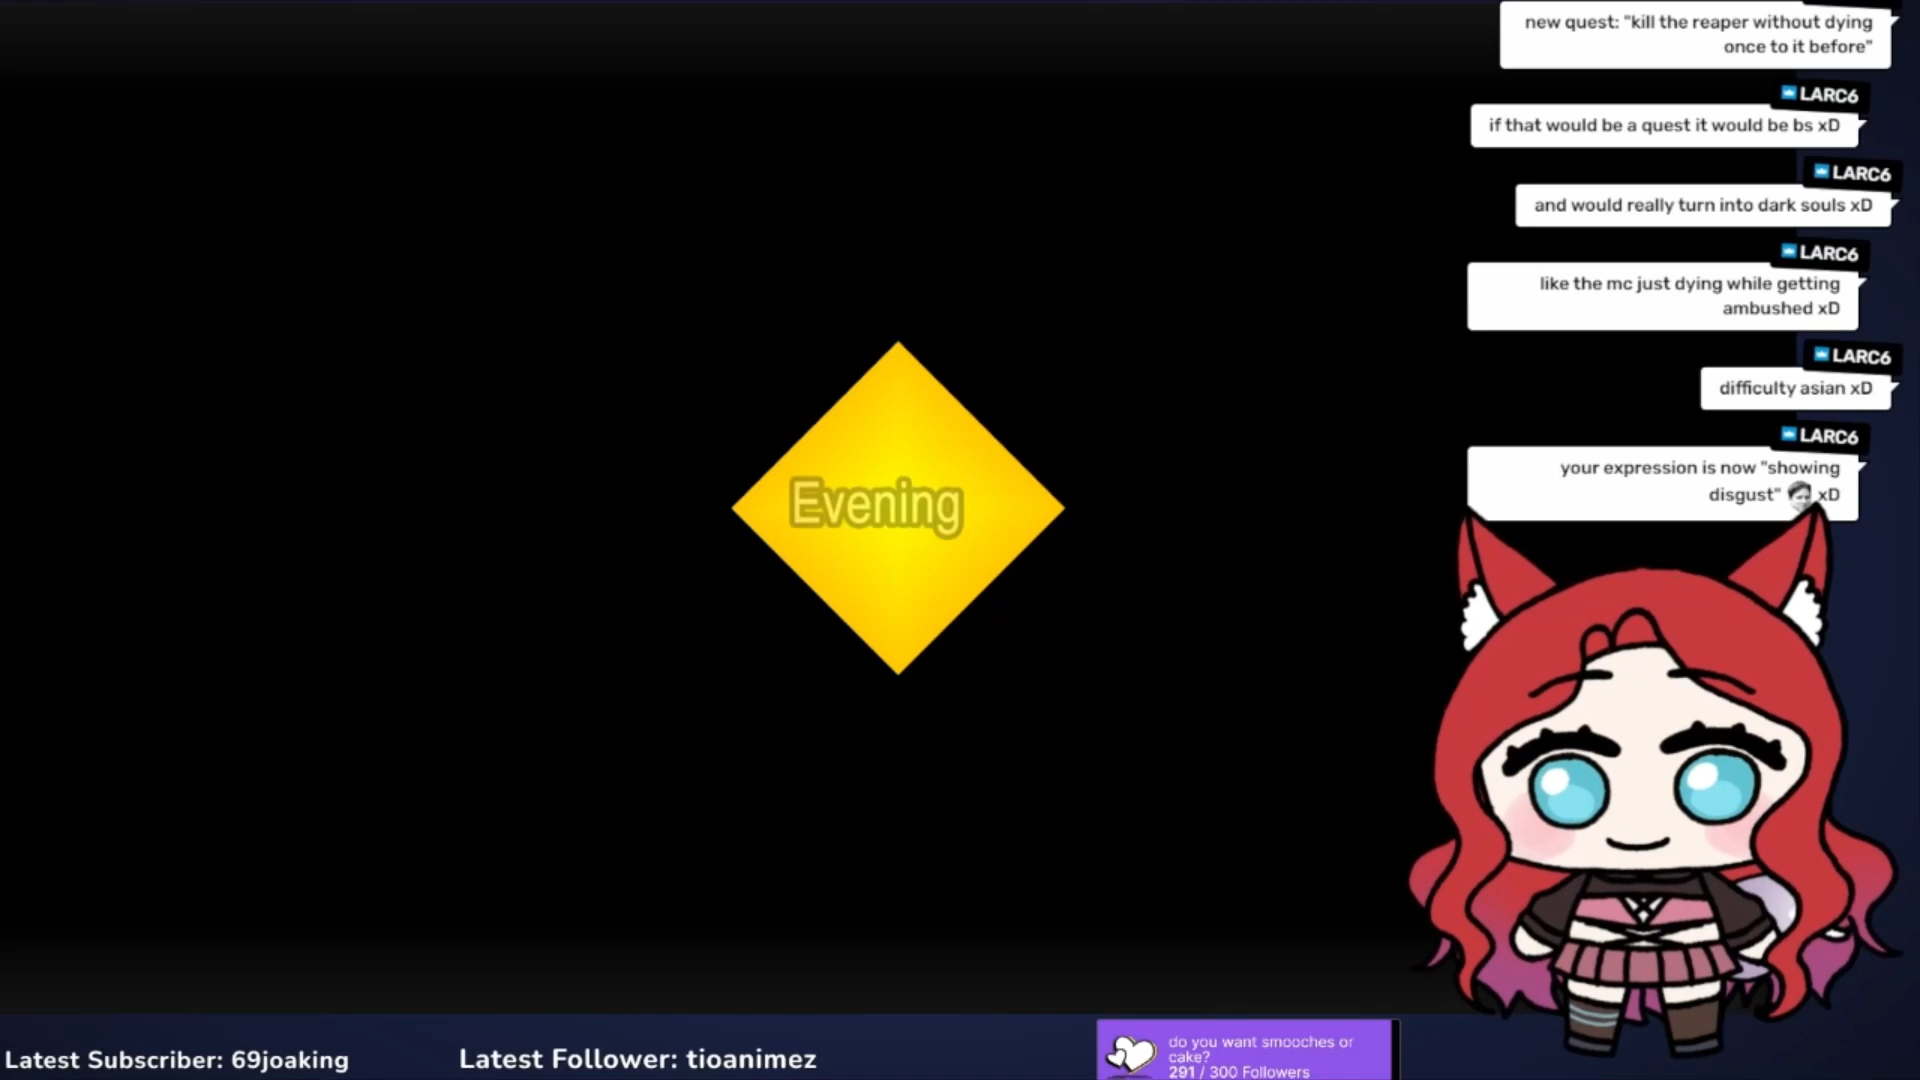 new quest: "kill the reaper without dying
once to it before"
LARC6
if that would be a quest it would be bs xD
LARC6
and would really turn into dark souls xD
LARC6
like the mc just dying while getting
ambushed xD
LARC6
difficulty asian xD
LARC6
your expression is now "showing
disgust" xD
Evening
Latest Subscriber: 69joaking
Latest Follower: tioanimez
do you want smooches or
cake?
291 / 300 Followers